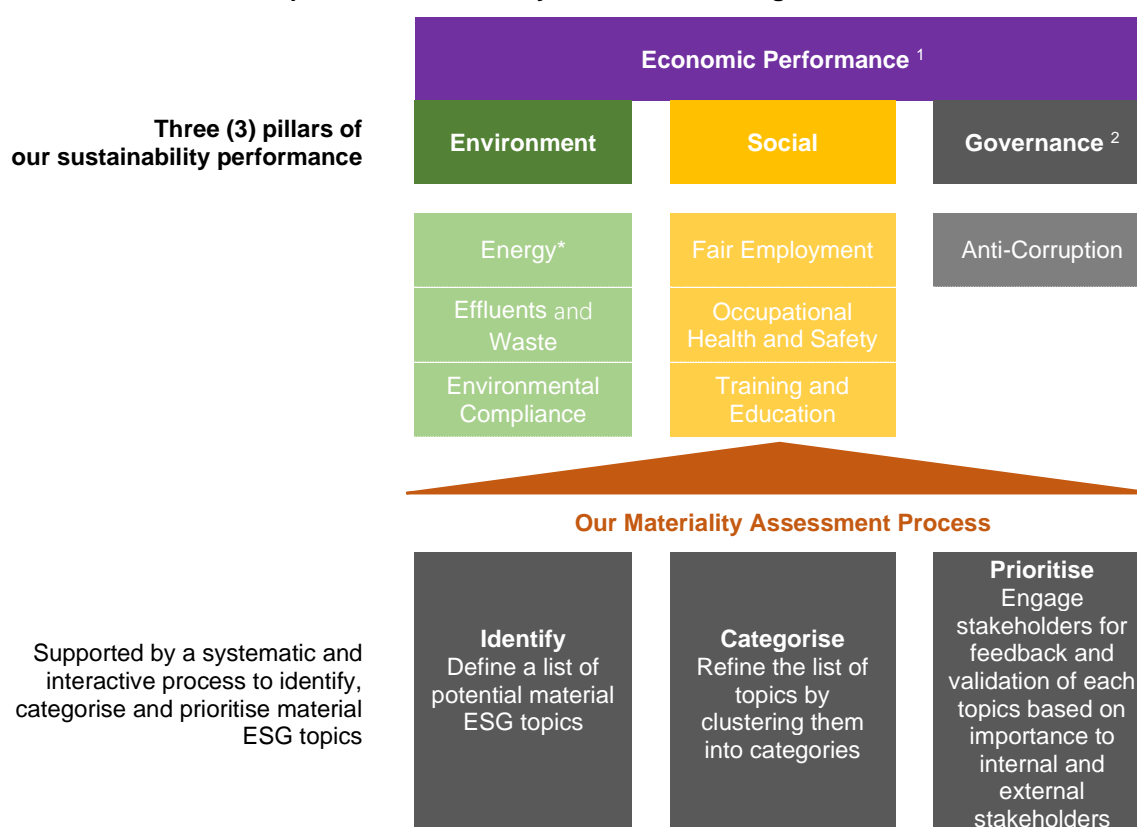 Economic Performance 1
Three (3) pillars of
our sustainability performance
Environment
Social
Governance 2
Energy*
Fair Employment
Anti-Corruption
Effluents and
Waste
Occupational
Health and Safety
Environmental
Compliance
Training and
Education
Our Materiality Assessment Process
Supported by a systematic and
interactive process to identify,
categorise and prioritise material
ESG topics
Identify
Define a list of
potential material
ESG topics
Categorise
Refine the list of
topics by
clustering them
into categories
Prioritise
Engage
stakeholders for
feedback and
validation of each
topics based on
importance to
internal and
external
stakeholders